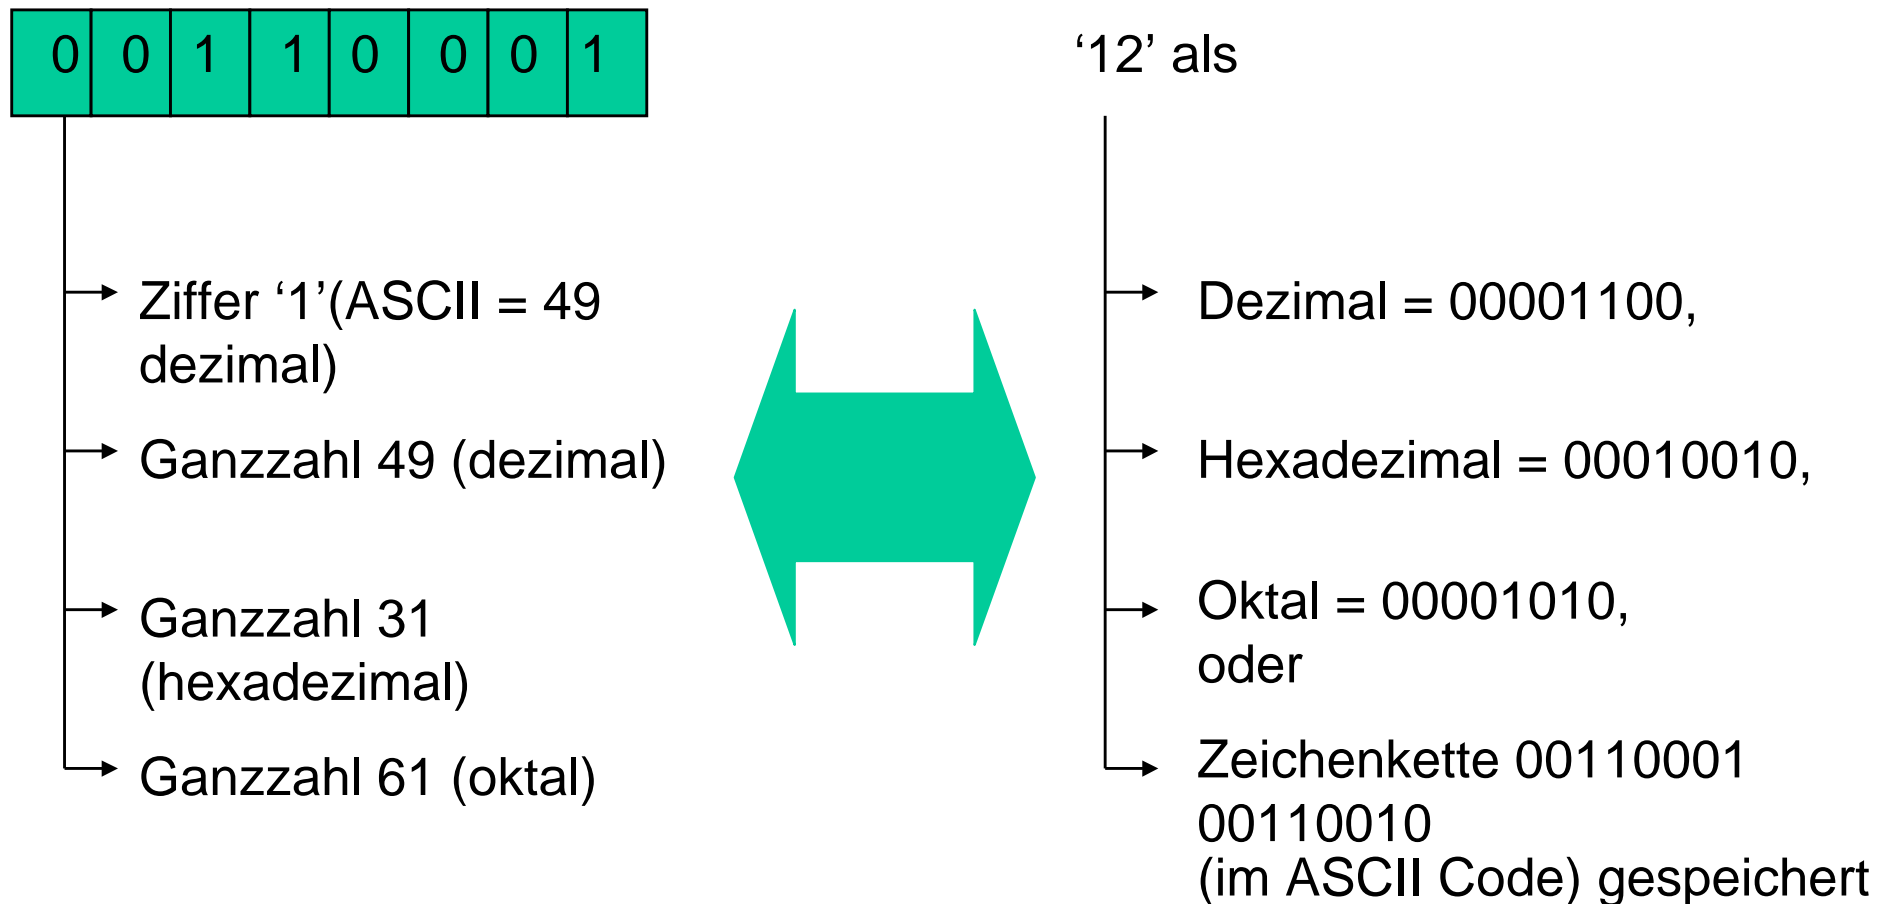 0 0 1 1 0 0 0 1
Ziffer ‘1’(ASCII = 49
dezimal)
Ganzzahl 49 (dezimal)
Ganzzahl 31
(hexadezimal)
Ganzzahl 61 (oktal)
‘12’ als
Dezimal = 00001100,
Hexadezimal = 00010010,
Oktal = 00001010,
oder
Zeichenkette 00110001
00110010
(im ASCII Code) gespeichert